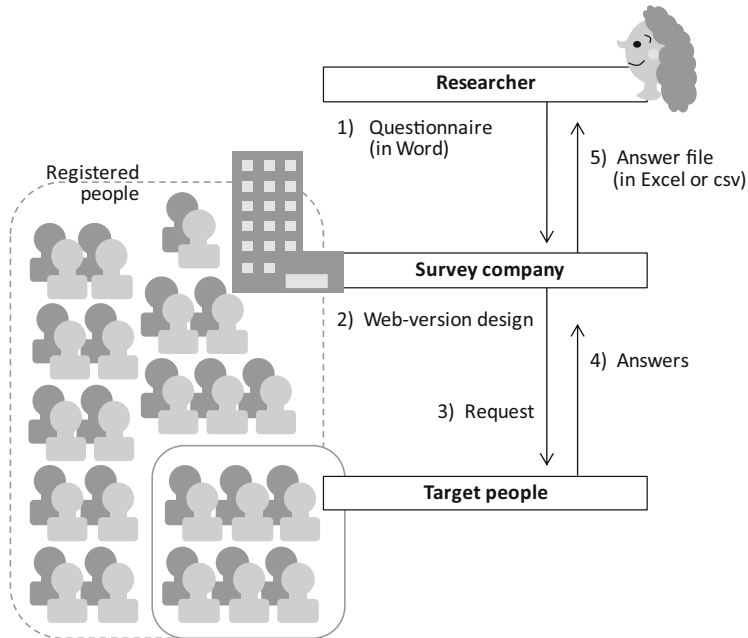 Researcher
1) Questionnaire
(in Word)
5) Answer file
(in Excel or csv)
Registered
people
Survey company
2) Web-version design
4) Answers
3) Request
Target people